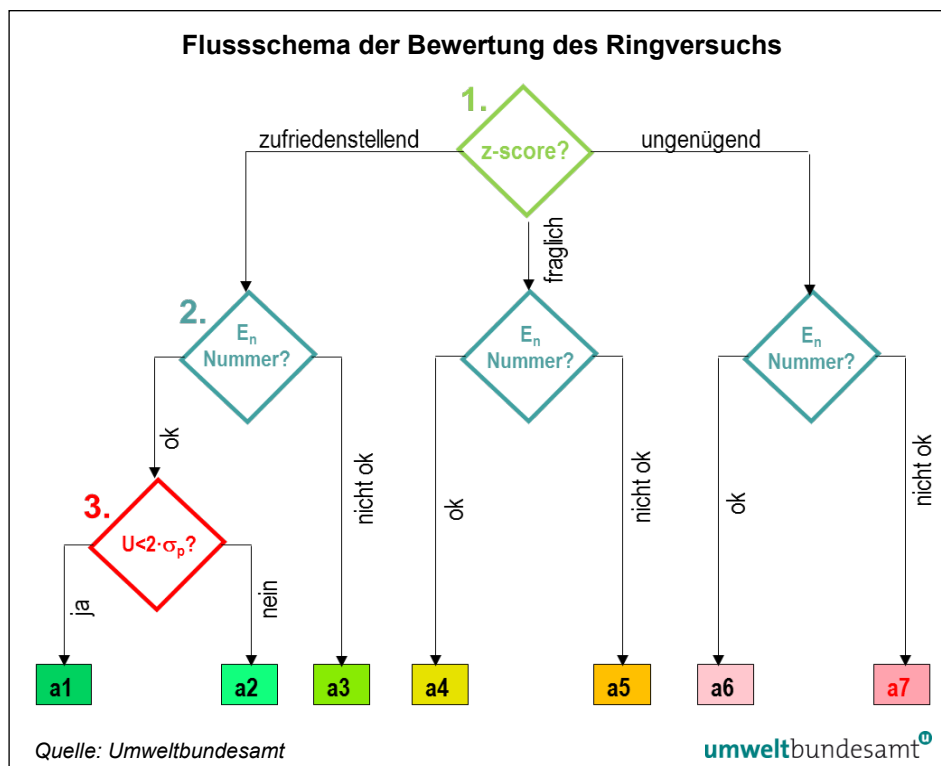 Flussschema der Bewertung des Ringversuchs
1.
zufriedenstellend
z-score?
ungenügend
fraglich
2.
En
Nummer?
En
Nummer?
En
Nummer?
ok
nicht ok
ok
nicht ok
ok
nicht ok
3.
U<2·σp?
ja
nein
a1
a2
a3
a4
a5
a6
a7
Quelle: Umweltbundesamt
umweltbundesamt
u